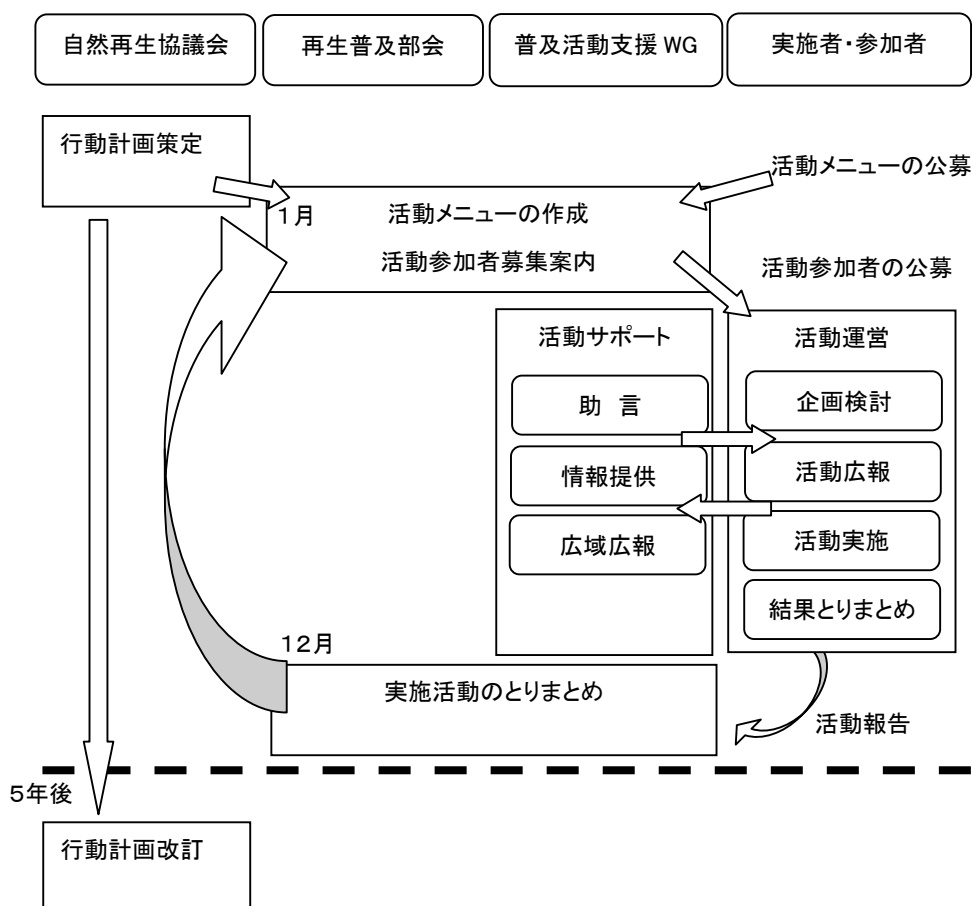 自然再生協議会
再生普及部会
普及活動支援 WG
実施者・参加者
行動計画策定
活動メニューの公募
1月
活動メニューの作成
活動参加者募集案内
活動参加者の公募
活動サポート
助 言
情報提供
広域広報
活動運営
企画検討
活動広報
活動実施
結果とりまとめ
12月
実施活動のとりまとめ
活動報告
5年後
行動計画改訂